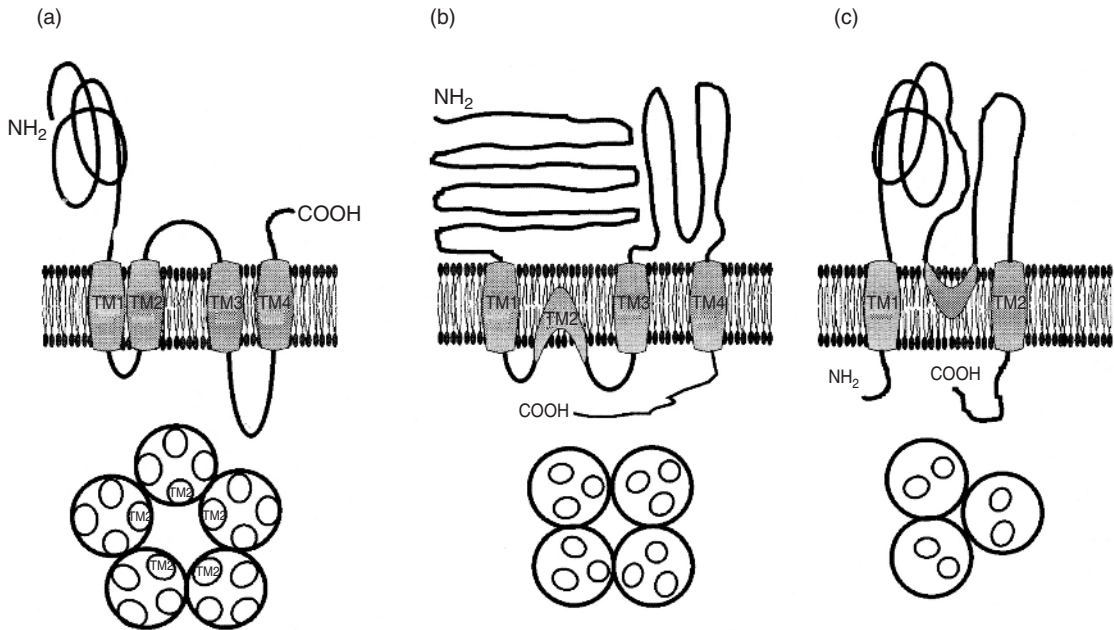 (a)
NH2
COOH
TM1 TM2 TM3 TM4
TM2
TM2 TM2
TM2 TM2
(b)
NH2
TM1 TM2 TM3 TM4
COOH
(c)
TM1 TM2
NH2 COOH